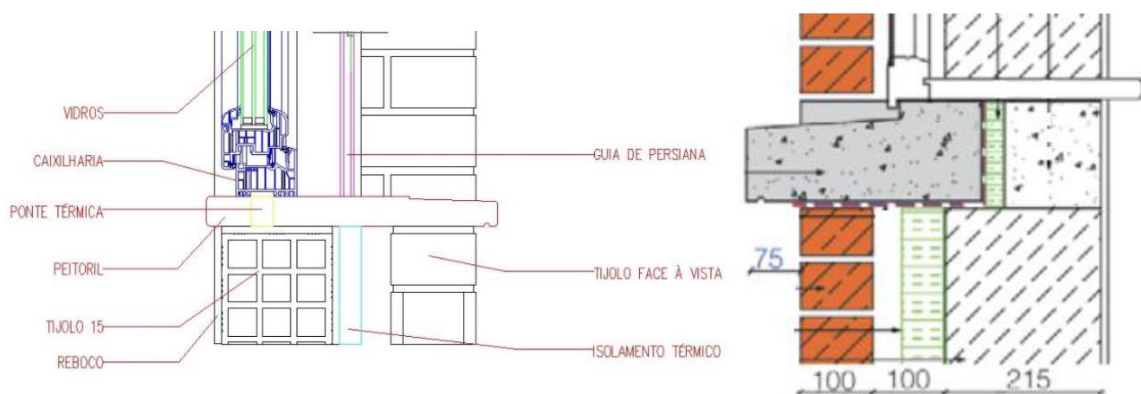 VIDROS
CAIXILHARIA
PONTE TÉRMICA
PEITORIL
TIJOLO 15
REBOCO
GUIA DE PERSIANA
TIJOLO FACE À VISTA
ISOLAMENTO TÉRMICO
75
100 100 215